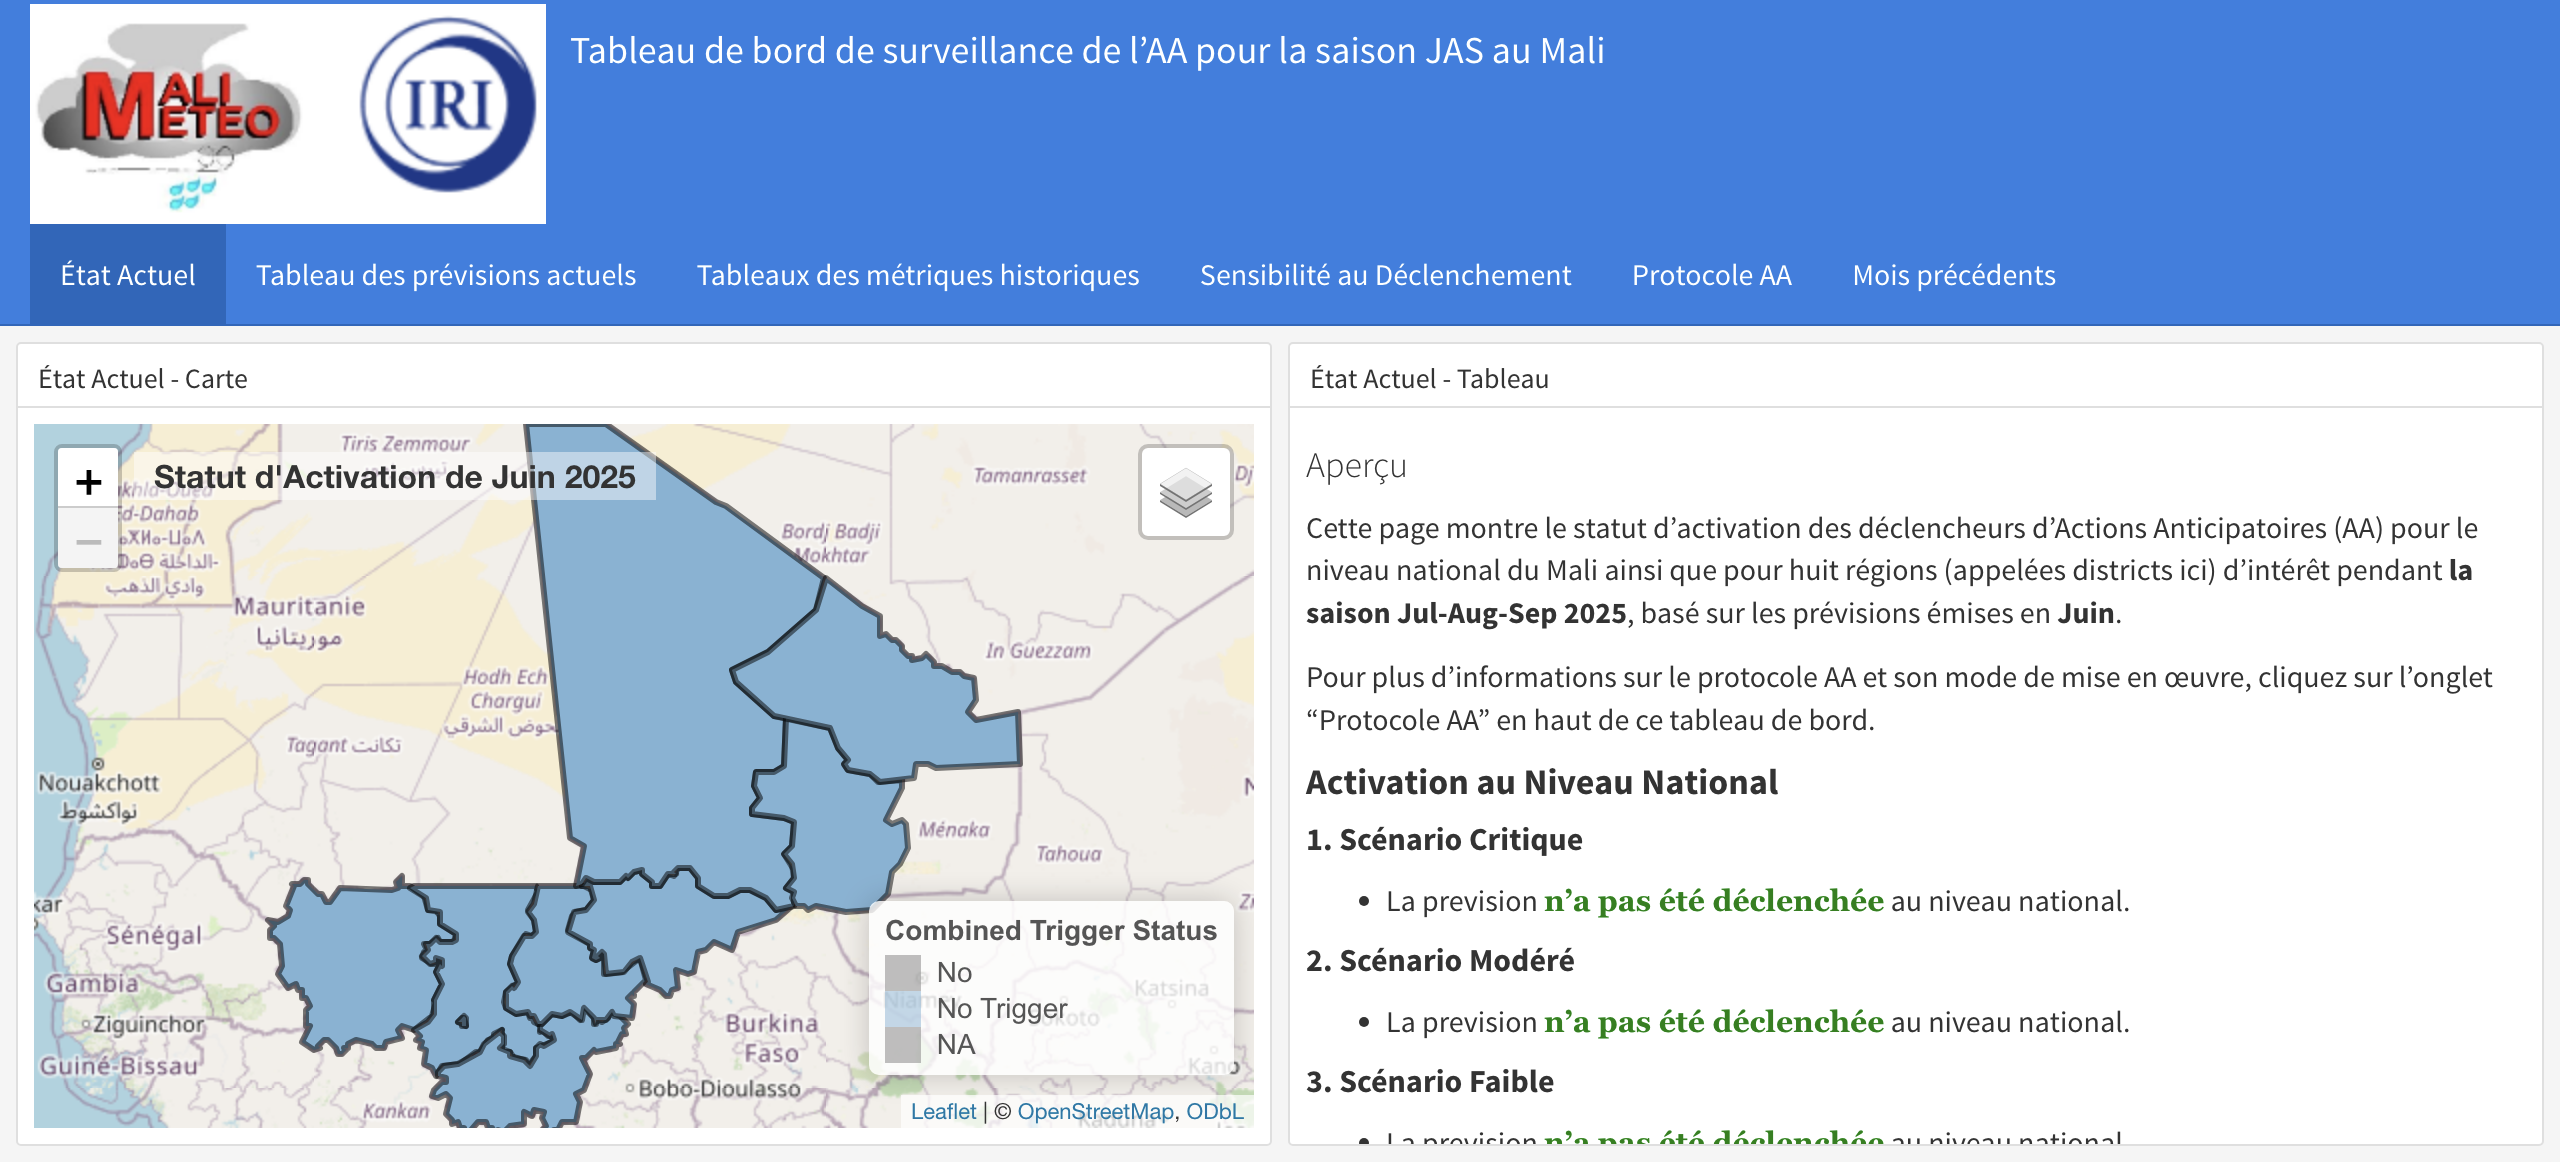 MALI METEO
IRI
Tableau de bord de surveillance de l’AA pour la saison JAS au Mali
État Actuel
Tableau des prévisions actuels
Tableaux des métriques historiques
Sensibilité au Déclenchement
Protocole AA
Mois précédents
État Actuel - Carte
+
−
Statut d'Activation de Juin 2025
Tiris Zemmour
Tamanrasset
Dj
d-Dahab
الداخلة-
وادي الذهب
Bordj Badji
Mokhtar
Mauritanie
موريتانيا
In Guezzam
Hodh Ech
Chargui
حوض الشرقي
Tagant تكانت
Nouakchott
نواكشوط
Ménaka
Tahoua
kar
Sénégal
Gambia
Ziguinchor
Guiné-Bissau
Kankan
Burkina
Faso
Bobo-Dioulasso
Combined Trigger Status
No
No Trigger
NA
Niamey
Katsina
Kano
Kaduna
Leaflet | © OpenStreetMap, ODbL
État Actuel - Tableau
Aperçu
Cette page montre le statut d’activation des déclencheurs d’Actions Anticipatoires (AA) pour le
niveau national du Mali ainsi que pour huit régions (appelées districts ici) d’intérêt pendant la
saison Jul-Aug-Sep 2025, basé sur les prévisions émises en Juin.
Pour plus d’informations sur le protocole AA et son mode de mise en œuvre, cliquez sur l’onglet
“Protocole AA” en haut de ce tableau de bord.
Activation au Niveau National
1. Scénario Critique
• La prevision n’a pas été déclenchée au niveau national.
2. Scénario Modéré
• La prevision n’a pas été déclenchée au niveau national.
3. Scénario Faible
• La prevision n’a pas été déclenchée au niveau national.